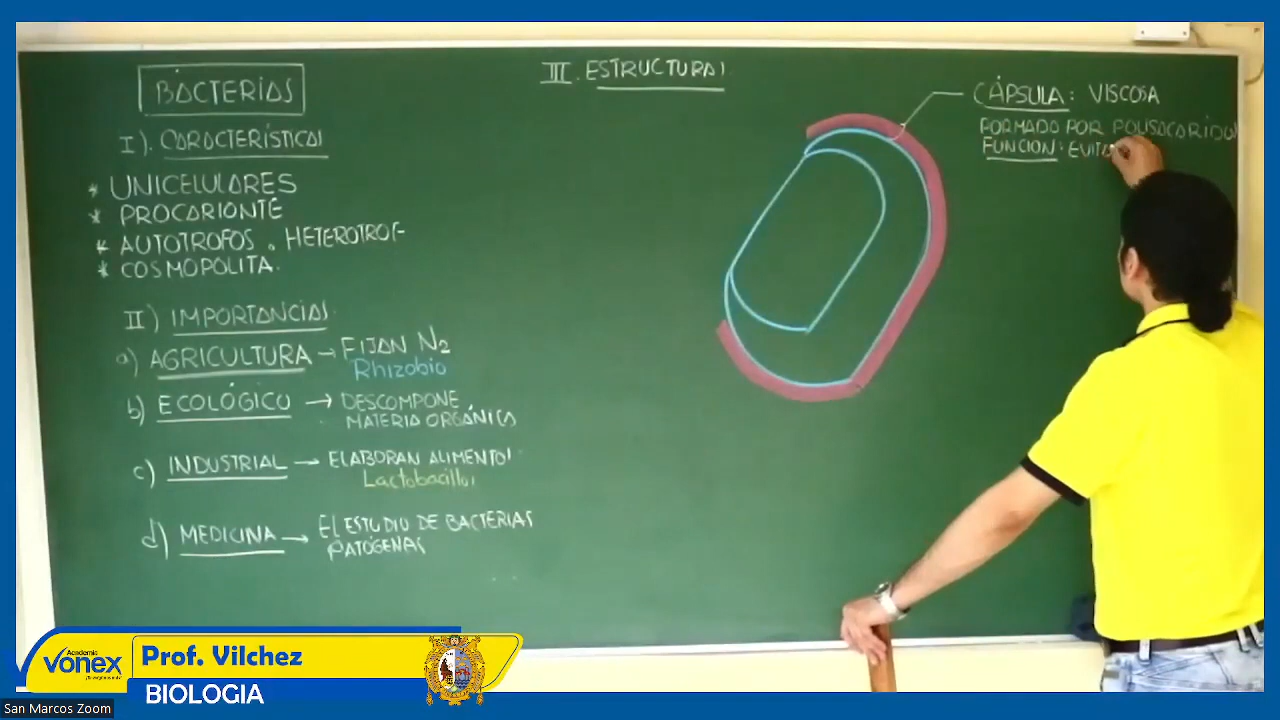 BACTERIAS
I). CARACTERÍSTICAS
* UNICELULARES
* PROCARIONTE
* AUTOTROFOS o HETEROTROF
* COSMOPOLITA.
II) IMPORTANCIAS
a) AGRICULTURA → FIJAN N2
Rhizobio
b) ECOLÓGICO → DESCOMPONE
MATERIA ORGÁNICA
c) INDUSTRIAL → ELABORAN ALIMENTOS
Lactobacillos
d) MEDICINA → EL ESTUDIO DE BACTERIAS
PATÓGENAS
III. ESTRUCTURAS
CÁPSULA: VISCOSA
FORMADO POR POLISACARIDOS
FUNCION: EVITA
Academia
vonex
Prof. Vilchez
BIOLOGIA
San Marcos Zoom